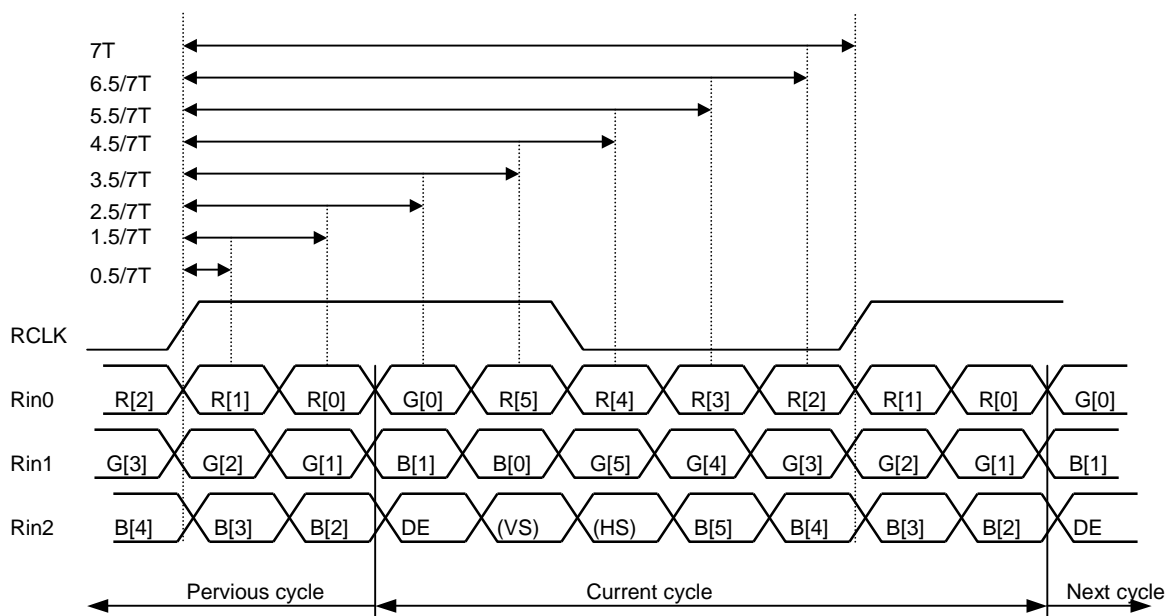 7T
6.5/7T
5.5/7T
4.5/7T
3.5/7T
2.5/7T
1.5/7T
0.5/7T
RCLK
Rin0 R[2] R[1] R[0] G[0] R[5] R[4] R[3] R[2] R[1] R[0] G[0]
Rin1 G[3] G[2] G[1] B[1] B[0] G[5] G[4] G[3] G[2] G[1] B[1]
Rin2 B[4] B[3] B[2] DE (VS) (HS) B[5] B[4] B[3] B[2] DE
Pervious cycle Current cycle Next cycle